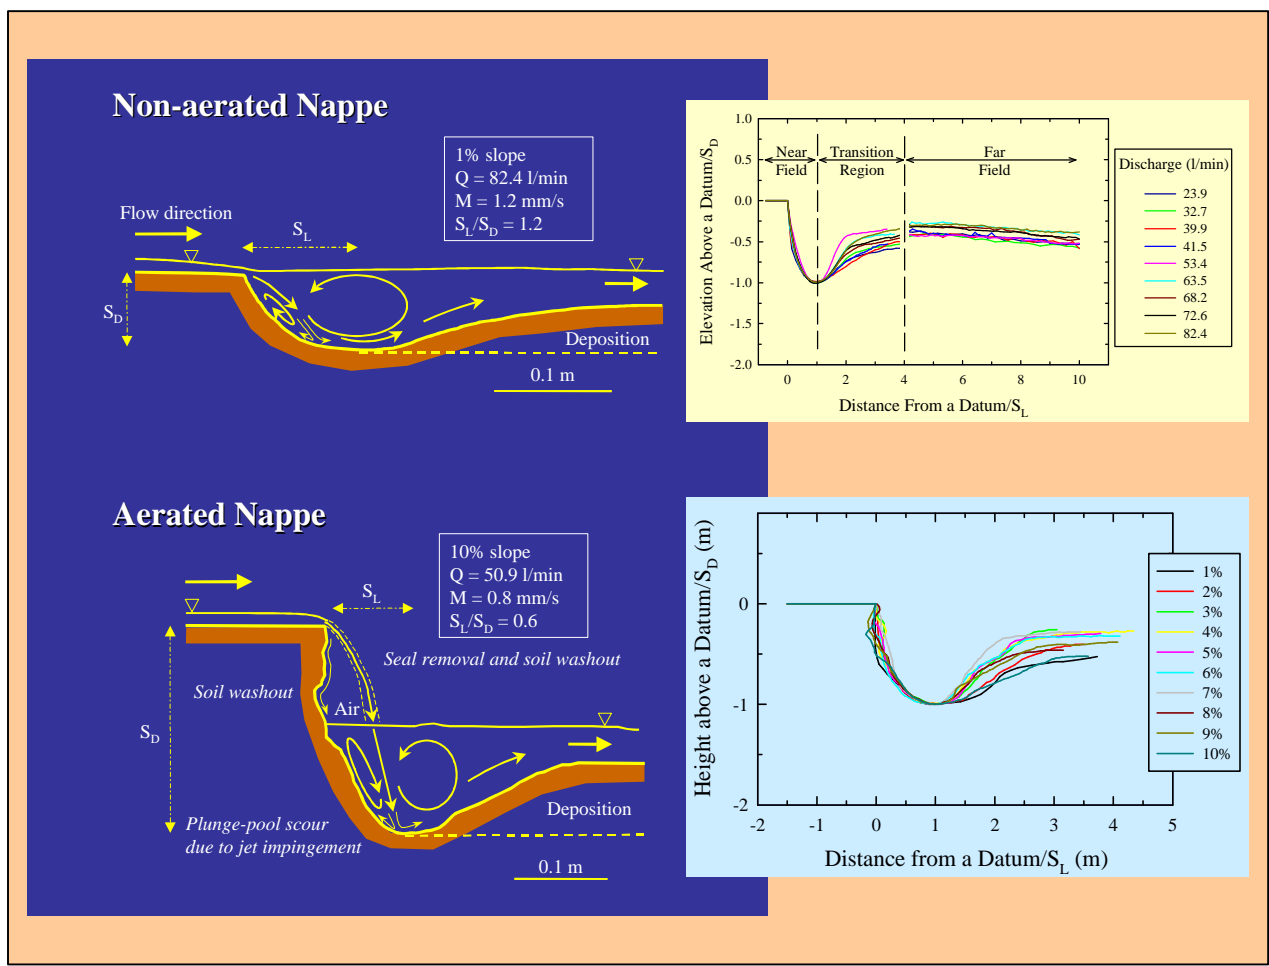 Non-aerated Nappe
1% slope
Q = 82.4 l/min
M = 1.2 mm/s
S_L/S_D = 1.2
Flow direction
S_L
S_D
Deposition
0.1 m
Elevation Above a Datum/S_D
1.0
0.5
0.0
-0.5
-1.0
-1.5
-2.0
Near Field
Transition Region
Far Field
0 2 4 6 8 10
Distance From a Datum/S_L
Discharge (l/min)
23.9
32.7
39.9
41.5
53.4
63.5
68.2
72.6
82.4
Aerated Nappe
10% slope
Q = 50.9 l/min
M = 0.8 mm/s
S_L/S_D = 0.6
S_L
Seal removal and soil washout
Soil washout
Air
S_D
Deposition
Plunge-pool scour
due to jet impingement
0.1 m
Height above a Datum/S_D (m)
0
-1
-2
-2 -1 0 1 2 3 4 5
Distance from a Datum/S_L (m)
1%
2%
3%
4%
5%
6%
7%
8%
9%
10%